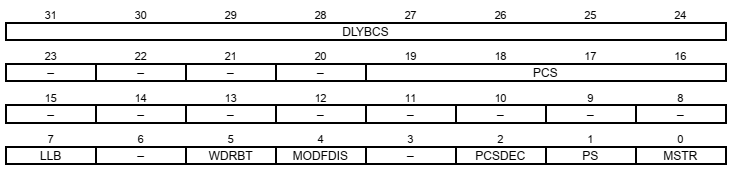 31 30 29 28 27 26 25 24
DLYBCS
23 22 21 20 19 18 17 16
– – – – PCS
15 14 13 12 11 10 9 8
– – – – – – – –
7 6 5 4 3 2 1 0
LLB – WDRBT MODFDIS – PCSDEC PS MSTR